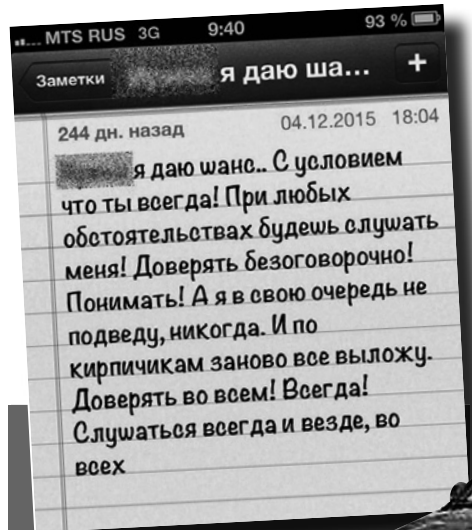 MTS RUS 3G 9:40 93 %
Заметки я даю ша... +
244 дн. назад 04.12.2015 18:04
я даю шанс.. С условием
что ты всегда! При любых
обстоятельствах будешь слушать
меня! Доверять безоговорочно!
Понимать! А я в свою очередь не
подведу, никогда. И по
кирпичикам заново все выложу.
Доверять во всем! Всегда!
Слушаться всегда и везде, во
всех